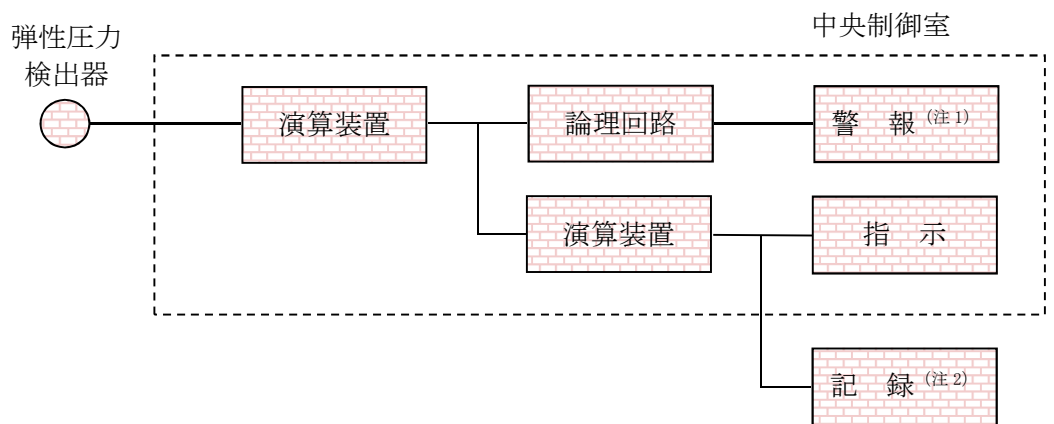 中央制御室
弾性圧力
検出器
演算装置
論理回路
警 報(注1)
演算装置
指 示
記 録(注2)